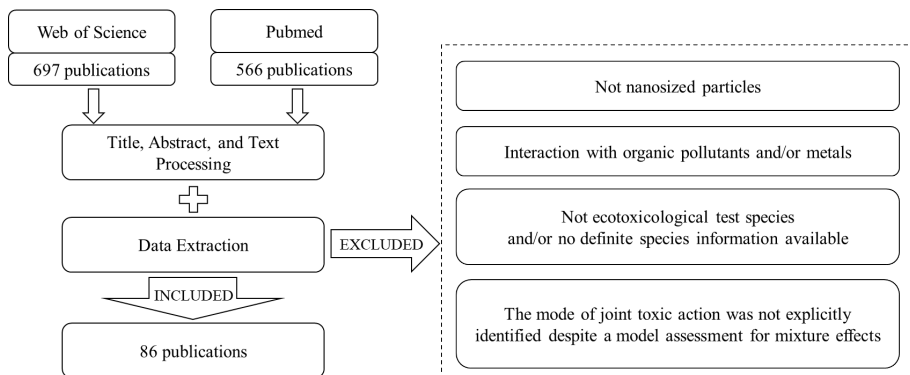 Web of Science
697 publications
Pubmed
566 publications
Title, Abstract, and Text
Processing
Data Extraction
EXCLUDED
INCLUDED
86 publications
Not nanosized particles
Interaction with organic pollutants and/or metals
Not ecotoxicological test species
and/or no definite species information available
The mode of joint toxic action was not explicitly
identified despite a model assessment for mixture effects